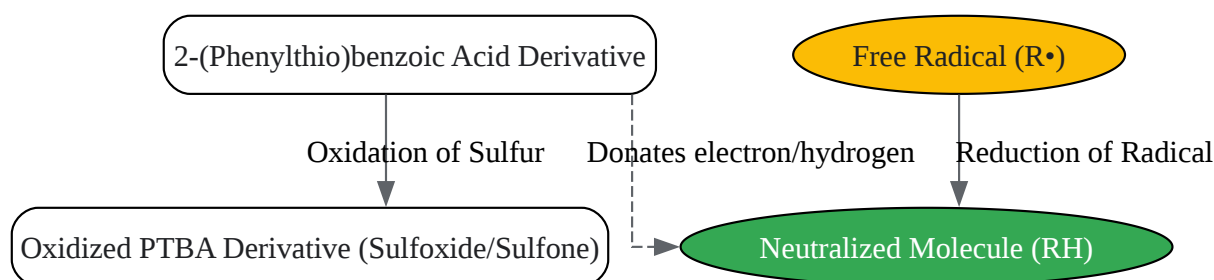 2-(Phenylthio)benzoic Acid Derivative
Free Radical (R•)
Oxidation of Sulfur
Donates electron/hydrogen
Reduction of Radical
Oxidized PTBA Derivative (Sulfoxide/Sulfone)
Neutralized Molecule (RH)